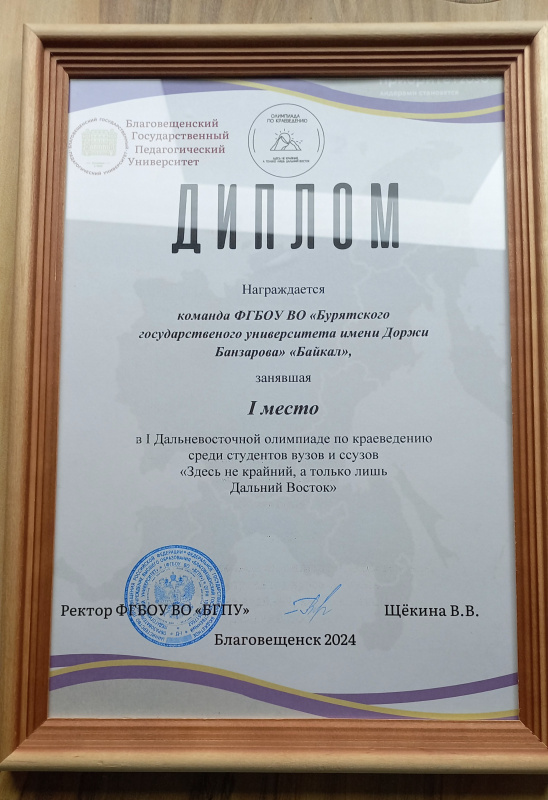 Благовещенский
Государственный
Педагогический
Университет
ОЛИМПИАДА
ПО КРАЕВЕДЕНИЮ
ДИПЛОМ
Награждается
команда ФГБОУ ВО «Бурятского
государственого университета имени Доржи
Банзарова» «Байкал»,
занявшая
I место
в I Дальневосточной олимпиаде по краеведению
среди студентов вузов и ссузов
«Здесь не крайний, а только лишь
Дальний Восток»
Ректор ФГБОУ ВО «БГПУ»
Щёкина В.В.
Благовещенск 2024